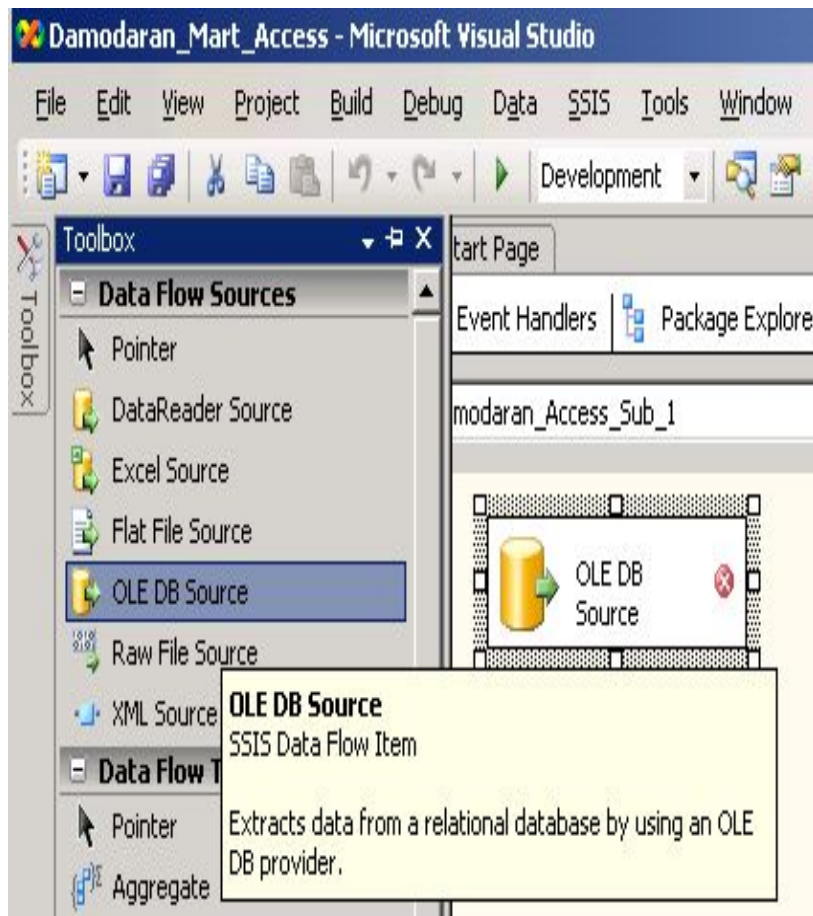 Damodaran_Mart_Access - Microsoft Visual Studio
File Edit View Project Build Debug Data SSIS Tools Window
Development
Toolbox
Toolbox
Data Flow Sources
Pointer
DataReader Source
Excel Source
Flat File Source
OLE DB Source
Raw File Source
XML Source
Data Flow T
Pointer
Aggregate
tart Page
Event Handlers Package Explore
modaran_Access_Sub_1
OLE DB
Source
OLE DB Source
SSIS Data Flow Item
Extracts data from a relational database by using an OLE
DB provider.